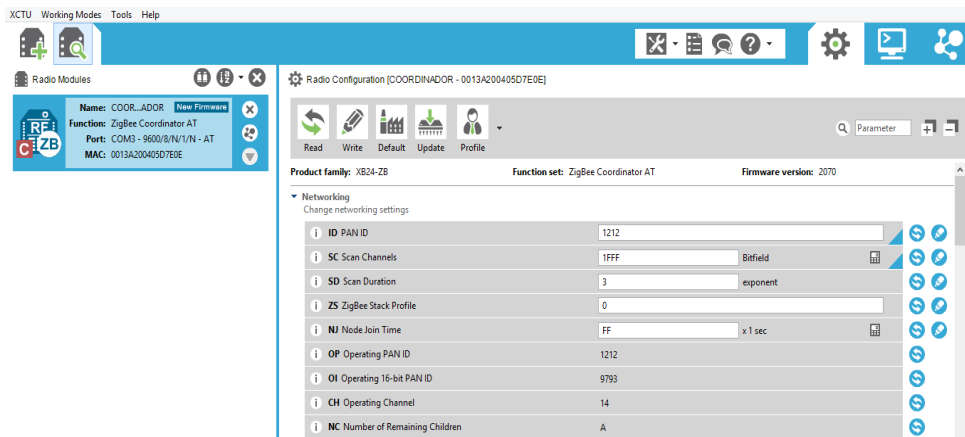 XCTU Working Modes Tools Help
Radio Modules
Radio Configuration [COORDINADOR - 0013A200405D7E0E]
Name: COOR...ADOR New Firmware
Function: ZigBee Coordinator AT
Port: COM3 - 9600/8/N/1/N - AT
MAC: 0013A200405D7E0E
RF
C ZB
Read Write Default Update Profile
Parameter
Product family: XB24-ZB Function set: ZigBee Coordinator AT Firmware version: 2070
Networking
Change networking settings
i ID PAN ID 1212
i SC Scan Channels 1FFF Bitfield
i SD Scan Duration 3 exponent
i ZS ZigBee Stack Profile 0
i NJ Node Join Time FF x 1 sec
i OP Operating PAN ID 1212
i OI Operating 16-bit PAN ID 9793
i CH Operating Channel 14
i NC Number of Remaining Children A